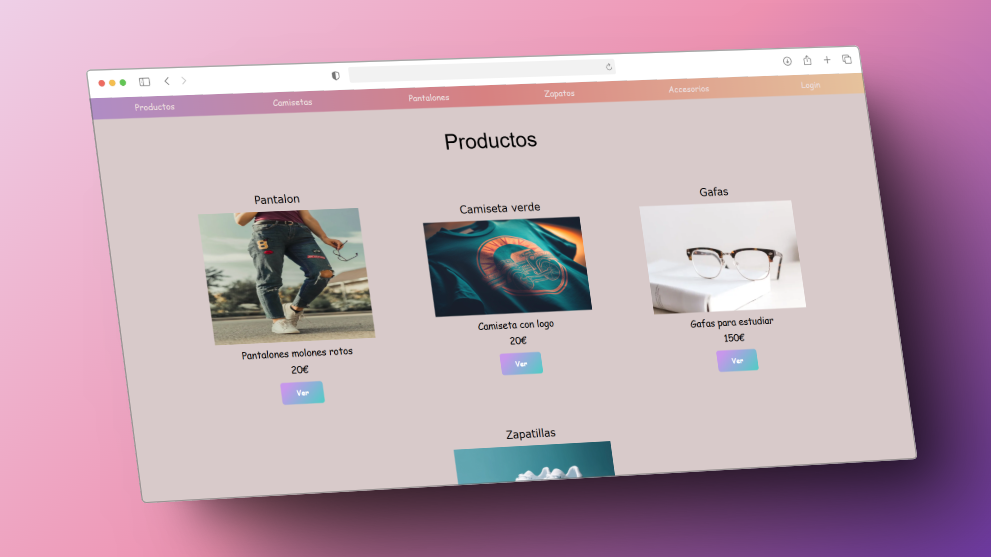 Productos
Camisetas
Pantalones
Zapatos
Accesorios
Login
Productos
Pantalon
B
Pantalones molones rotos
20€
Ver
Camiseta verde
Camiseta con logo
20€
Ver
Gafas
Gafas para estudiar
150€
Ver
Zapatillas